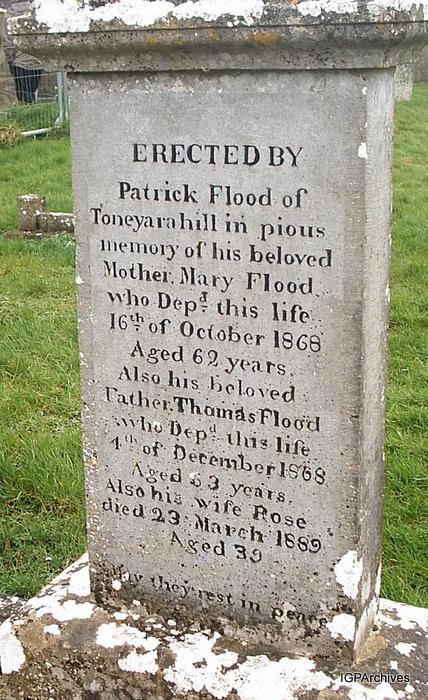 ERECTED BY
Patrick Flood of
Toneyarahill in pious
memory of his beloved
Mother, Mary Flood,
who Depd this life
16th of October 1868
Aged 62 years.
Also his beloved
Father, Thomas Flood
who Depd this life
4th of December 1868
Aged 63 years.
Also his wife Rose
died 23 March 1889
Aged 39
May they rest in peace
IGPArchives